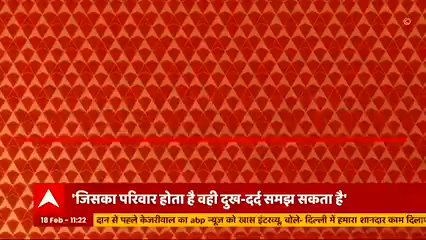 'जिसका परिवार होता है वही दुख-दर्द समझ सकता है'
18 Feb – 11:22
दान से पहले केजरीवाल का abp न्यूज़ को खास इंटरव्यू, बोले- दिल्ली में हमारा शानदार काम दिलाए